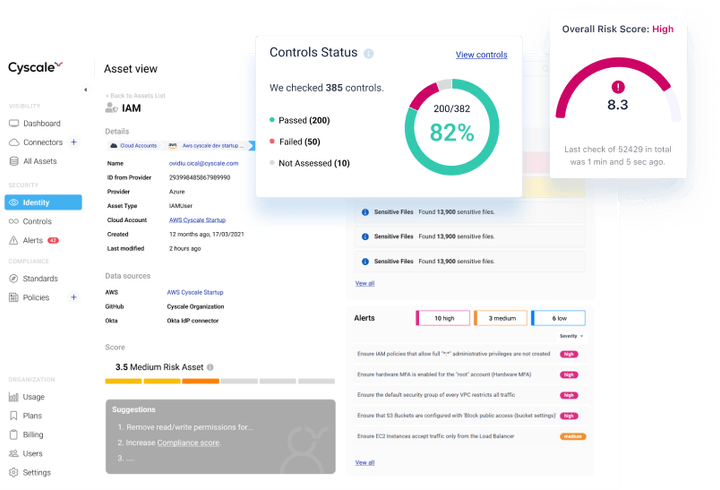 Cyscale
VISIBILITY
Dashboard
Connectors +
All Assets
SECURITY
Identity
Controls
Alerts 43
COMPLIANCE
Standards
Policies +
ORGANIZATION
Usage
Plans
Billing
Users
Settings
Asset view
< Back to Assets List
IAM
Details
Cloud Accounts
aws Aws cyscale dev startup ...
Name ovidiu.cical@cyscale.com
ID from Provider 293998485867989990
Provider Azure
Asset Type IAMUser
Cloud Account AWS Cyscale Startup
Created 12 months ago, 17/03/2021
Last modified 2 hours ago
Data sources
AWS AWS Cyscale Startup
GitHub Cyscale Organization
Okta Okta IdP connector
Score
3.5 Medium Risk Asset
Suggestions
1. Remove read/write permissions for...
2. Increase Compliance score.
3. ....
Controls Status
View controls
We checked 385 controls.
Passed (200)
Failed (50)
Not Assessed (10)
200/382
82%
Overall Risk Score: High
8.3
Last check of 52429 in total
was 1 min and 5 sec ago.
Sensitive Files Found 13,900 sensitive files.
Sensitive Files Found 13,900 sensitive files.
Sensitive Files Found 13,900 sensitive files.
View all
Alerts
10 high
3 medium
6 low
Severity
Ensure IAM policies that allow full "*:*" administrative privileges are not created high
Ensure hardware MFA is enabled for the "root" account (Hardware MFA) high
Ensure the default security group of every VPC restricts all traffic high
Ensure that S3 Buckets are configured with 'Block public access (bucket settings)' high
Ensure EC2 Instances accept traffic only from the Load Balancer medium
View all